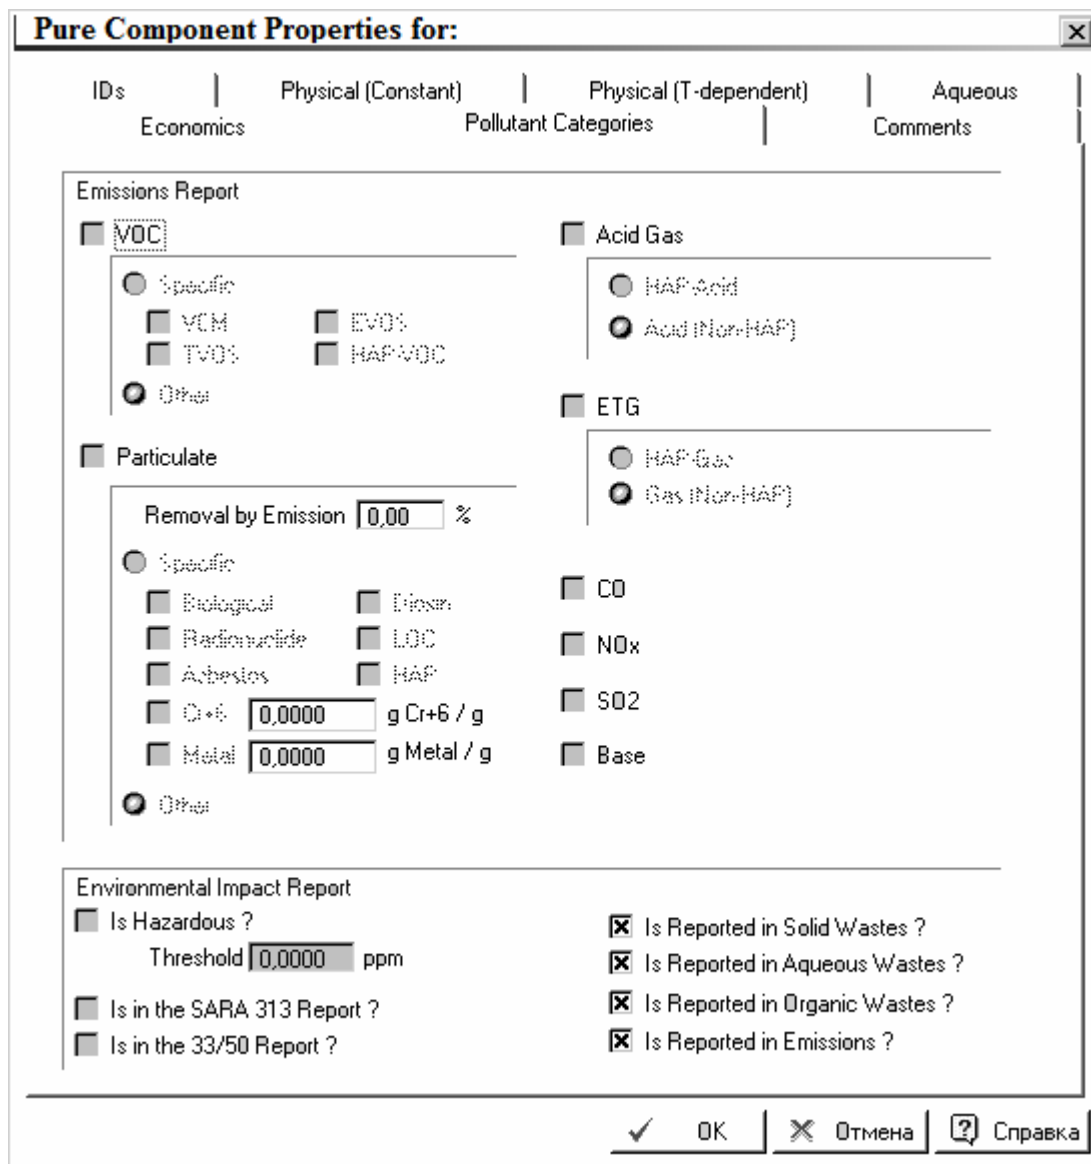 Pure Component Properties for:
IDs Physical (Constant) Physical (T-dependent) Aqueous
Economics Pollutant Categories Comments
Emissions Report
VOC
Specific
VCM EVOS
TVOS HAP-VOC
Other
Particulate
Removal by Emission 0,00 %
Specific
Biological Dioxin
Radionuclide LOC
Asbestos HAP
Cr+6 0,0000 g Cr+6 / g
Metal 0,0000 g Metal / g
Other
Acid Gas
HAP-Acid
Acid (Non-HAP)
ETG
HAP-Gas
Gas (Non-HAP)
CO
NOx
SO2
Base
Environmental Impact Report
Is Hazardous ?
Threshold 0,0000 ppm
Is in the SARA 313 Report ?
Is in the 33/50 Report ?
Is Reported in Solid Wastes ?
Is Reported in Aqueous Wastes ?
Is Reported in Organic Wastes ?
Is Reported in Emissions ?
OK Отмена Справка